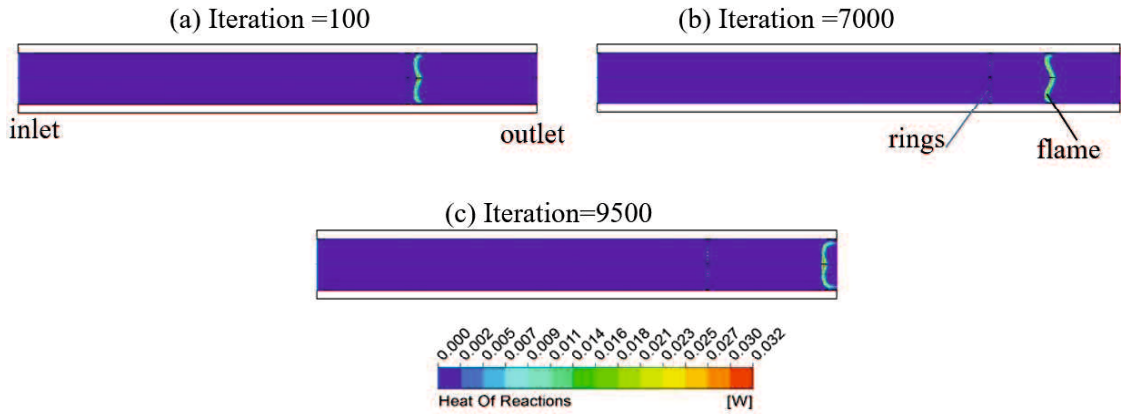 (a) Iteration =100
(b) Iteration =7000
inlet
outlet
rings
flame
(c) Iteration=9500
0.000
0.002
0.005
0.007
0.009
0.011
0.014
0.016
0.018
0.021
0.023
0.025
0.027
0.030
0.032
Heat Of Reactions [W]